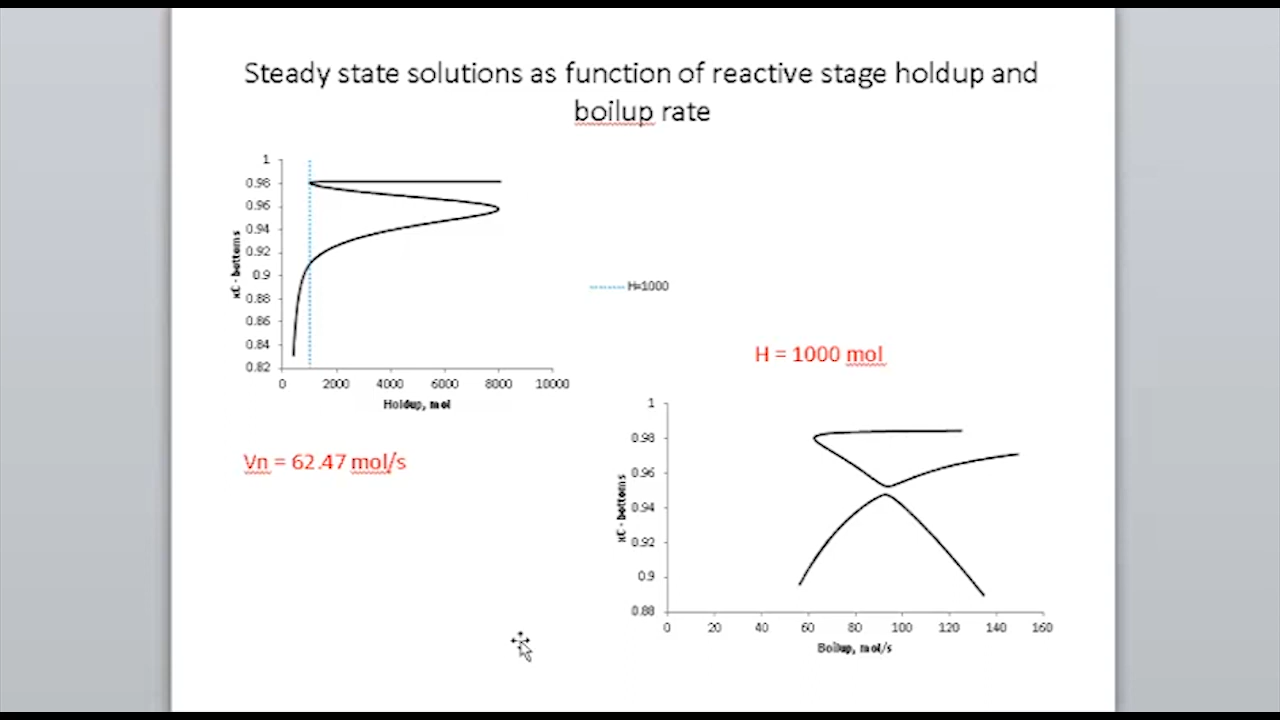 Steady state solutions as function of reactive stage holdup and
boilup rate
1
0.98
0.96
0.94
0.92
0.9
0.88
0.86
0.84
0.82
xC - bottoms
0 2000 4000 6000 8000 10000
Holdup, mol
H=1000
Vn = 62.47 mol/s
H = 1000 mol
1
0.98
0.96
0.94
0.92
0.9
0.88
xC - bottoms
0 20 40 60 80 100 120 140 160
Boilup, mol/s